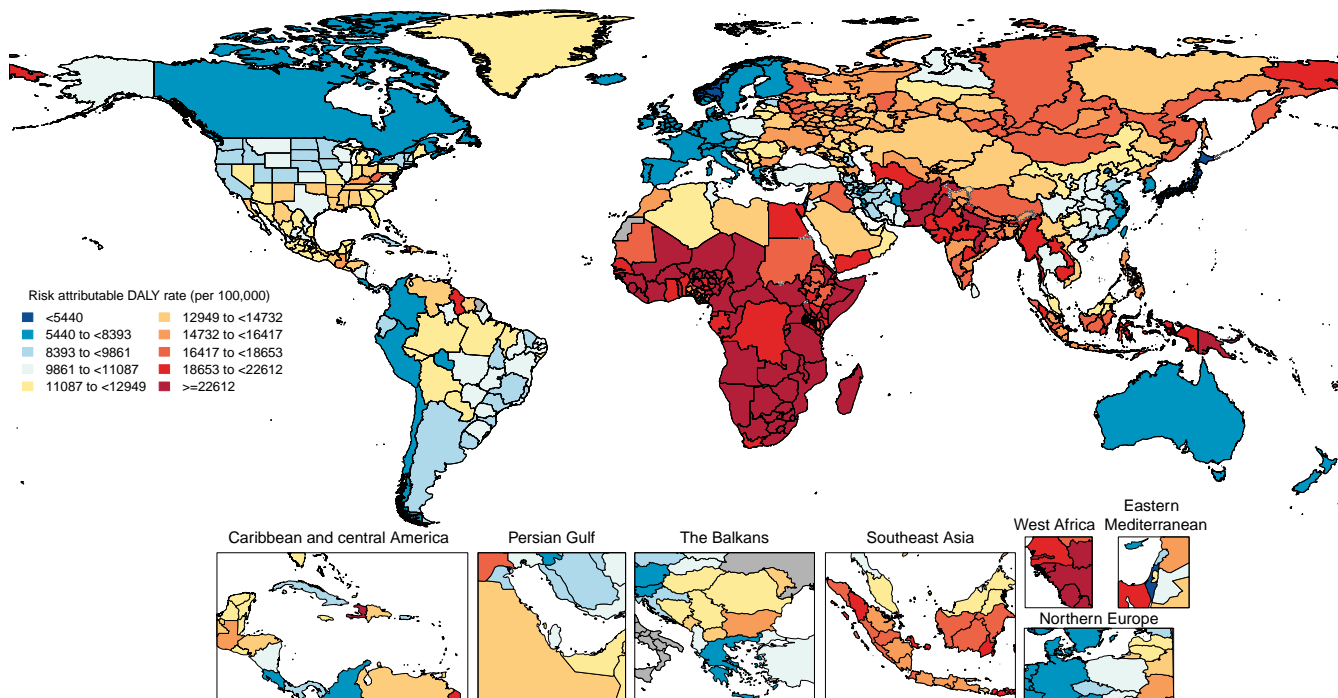 Risk attributable DALY rate (per 100,000)
<5440
5440 to <8393
8393 to <9861
9861 to <11087
11087 to <12949
12949 to <14732
14732 to <16417
16417 to <18653
18653 to <22612
>=22612
Caribbean and central America
Persian Gulf
The Balkans
Southeast Asia
West Africa
Eastern
Mediterranean
Northern Europe